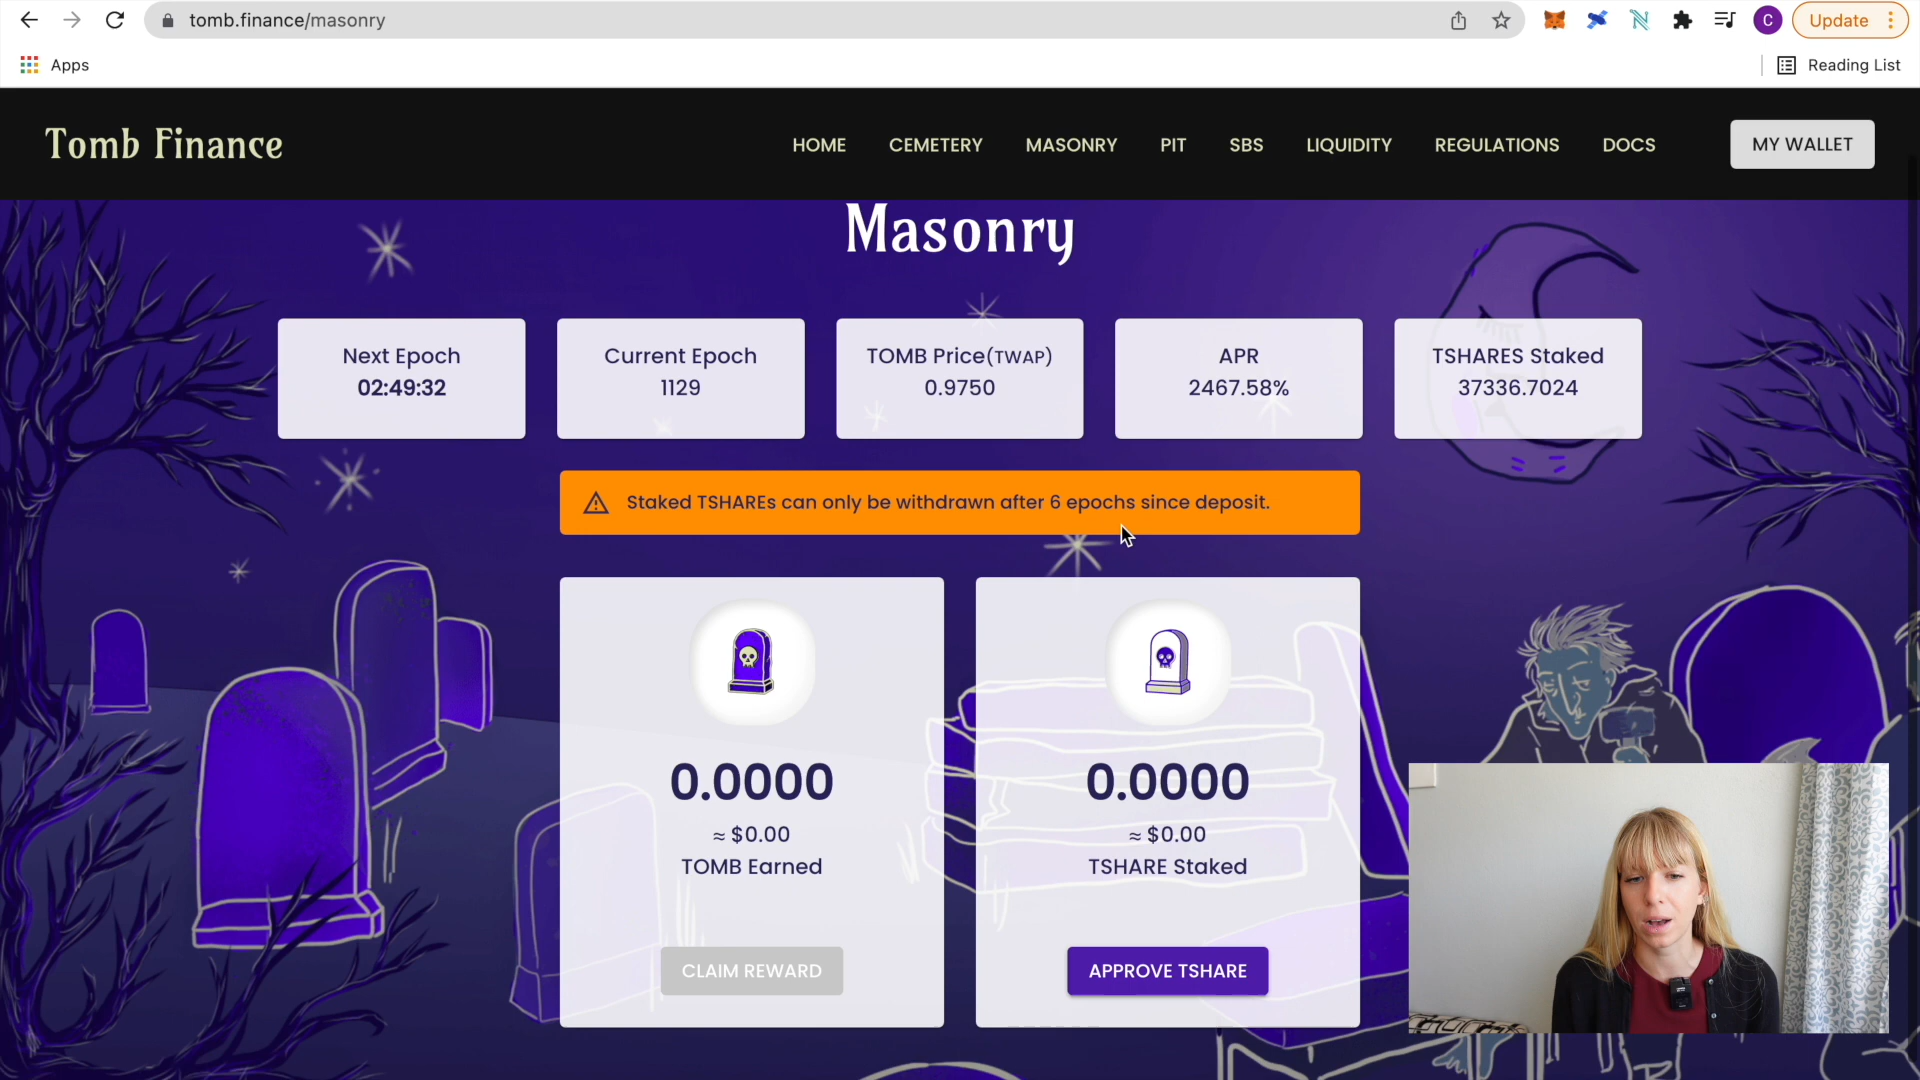 tomb.finance/masonry
C
Update
Apps
Reading List
Tomb Finance
HOME
CEMETERY
MASONRY
PIT
SBS
LIQUIDITY
REGULATIONS
DOCS
MY WALLET
Masonry
Next Epoch
02:49:32
Current Epoch
1129
TOMB Price(TWAP)
0.9750
APR
2467.58%
TSHARES Staked
37336.7024
Staked TSHAREs can only be withdrawn after 6 epochs since deposit.
0.0000
≈ $0.00
TOMB Earned
CLAIM REWARD
0.0000
≈ $0.00
TSHARE Staked
APPROVE TSHARE